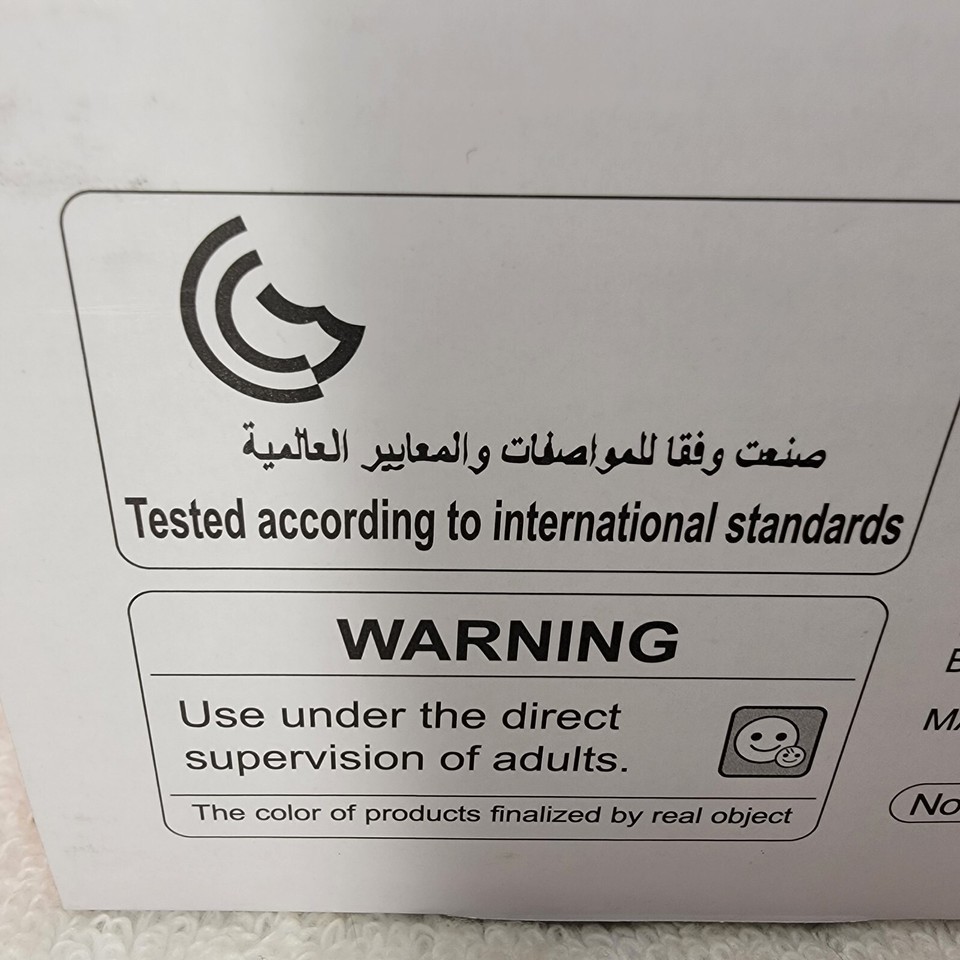 صنعت وفقا للمواصفات والمعايير العالمية
Tested according to international standards
WARNING
Use under the direct
supervision of adults.
The color of products finalized by real object